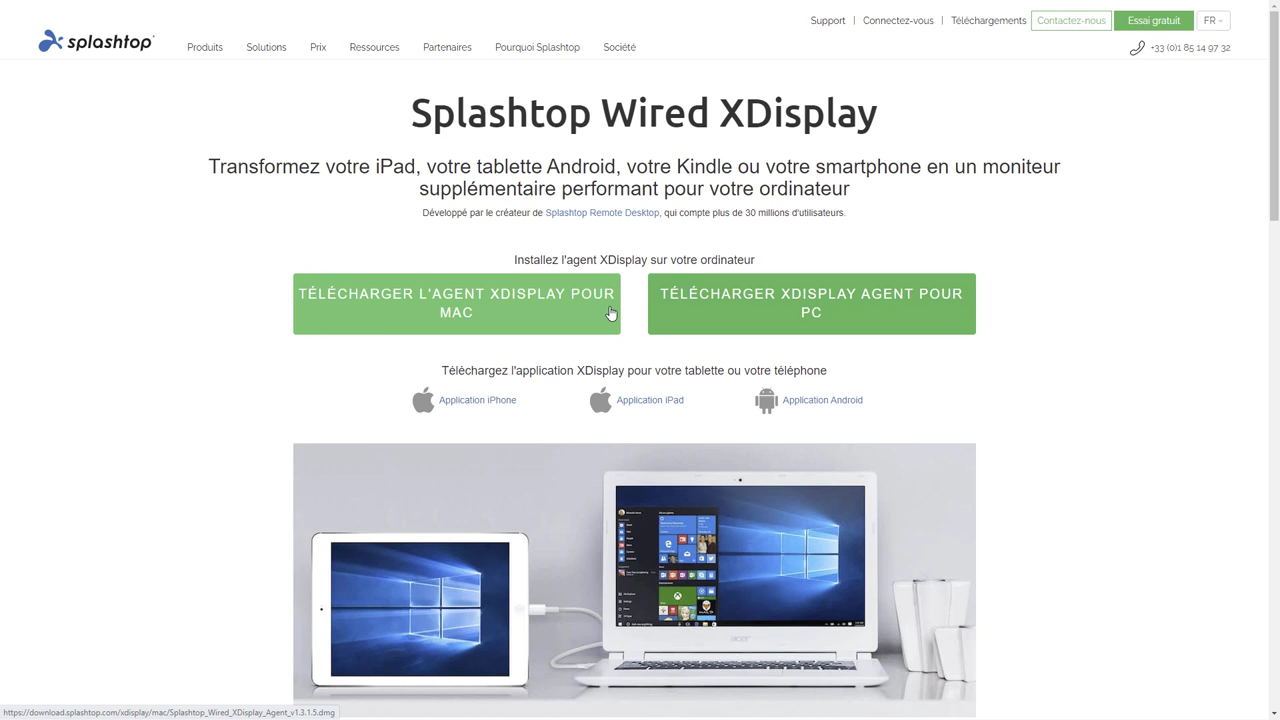 Support | Connectez-vous | Téléchargements Contactez-nous Essai gratuit FR
splashtop
Produits Solutions Prix Ressources Partenaires Pourquoi Splashtop Société +33 (0)1 85 14 97 32
Splashtop Wired XDisplay
Transformez votre iPad, votre tablette Android, votre Kindle ou votre smartphone en un moniteur
supplémentaire performant pour votre ordinateur
Développé par le créateur de Splashtop Remote Desktop, qui compte plus de 30 millions d'utilisateurs.
Installez l'agent XDisplay sur votre ordinateur
TÉLÉCHARGER L'AGENT XDISPLAY POUR
MAC
TÉLÉCHARGER XDISPLAY AGENT POUR
PC
Téléchargez l'application XDisplay pour votre tablette ou votre téléphone
Application iPhone Application iPad Application Android
acer
https://download.splashtop.com/xdisplay/mac/Splashtop_Wired_XDisplay_Agent_v1.3.1.5.dmg